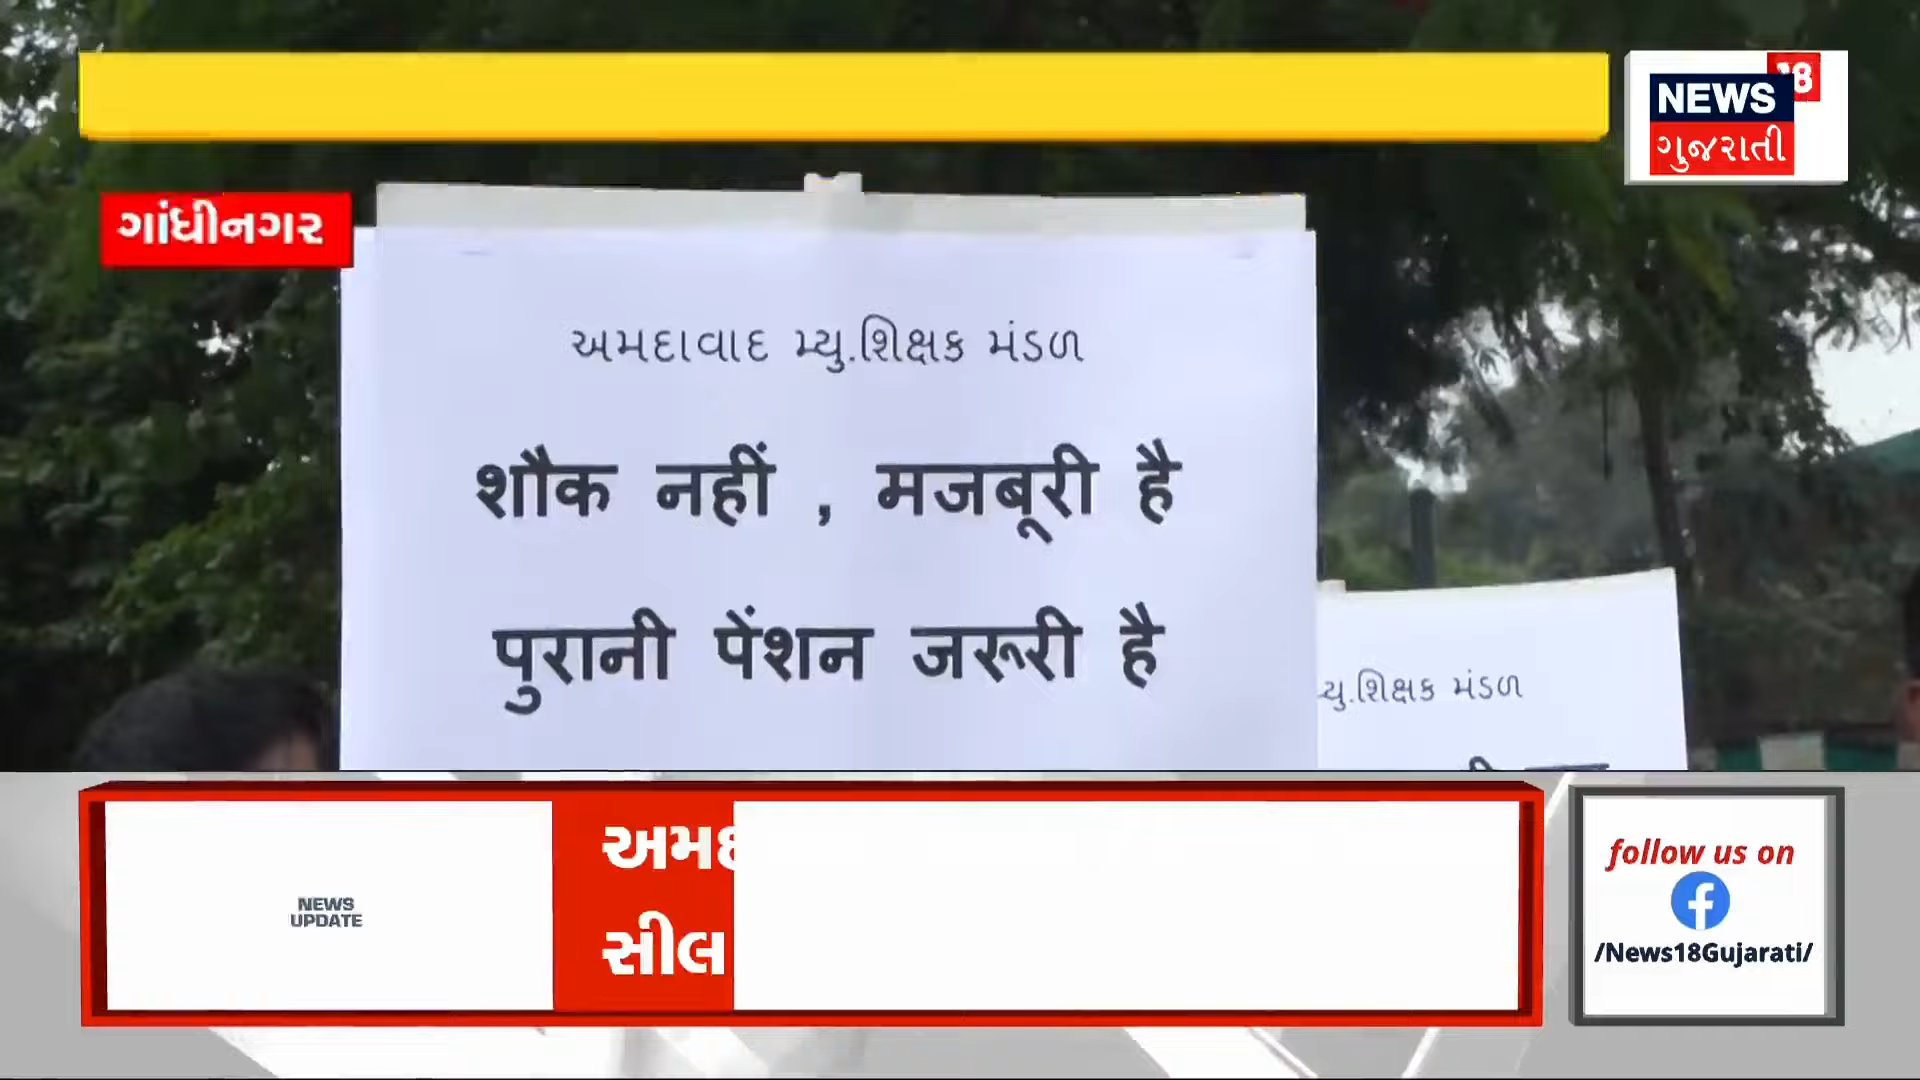 NEWS 18
ગુજરાતી
ગાંધીનગર
અમદાવાદ મ્યુ.શિક્ષક મંડળ
शौक नहीं , मजबूरी है
पुरानी पेंशन जरूरी है
મ્યુ.શિક્ષક મંડળ
NEWS
UPDATE
સીલ
follow us on
/News18Gujarati/